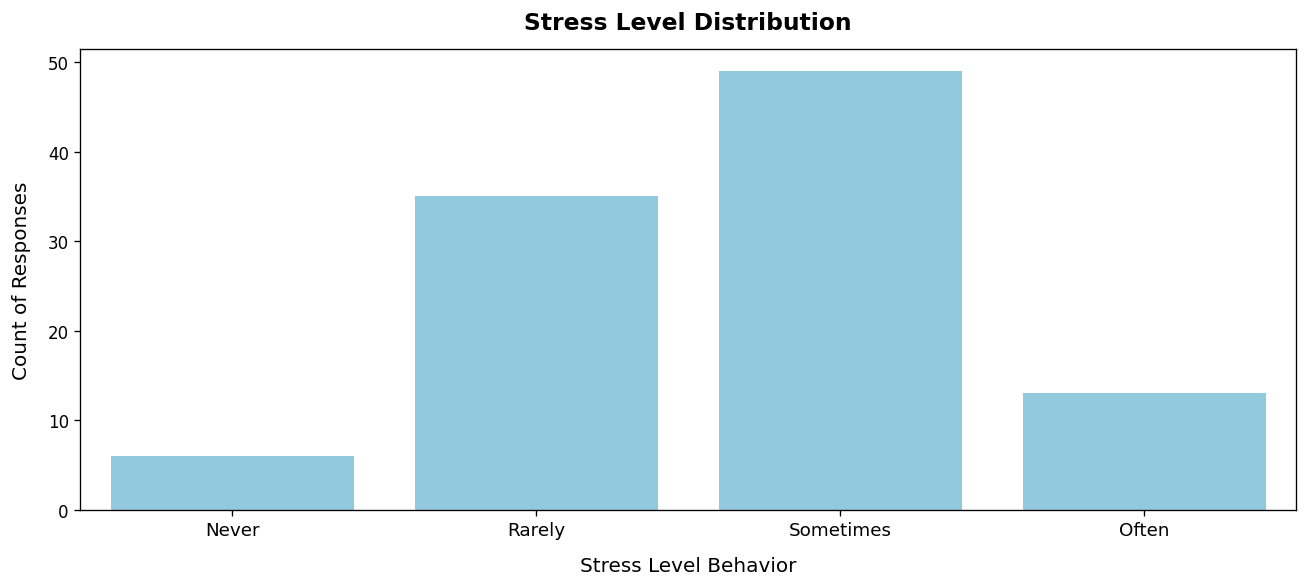 Stress Level Distribution
50
40
30
20
10
0
Count of Responses
Never
Rarely
Sometimes
Often
Stress Level Behavior